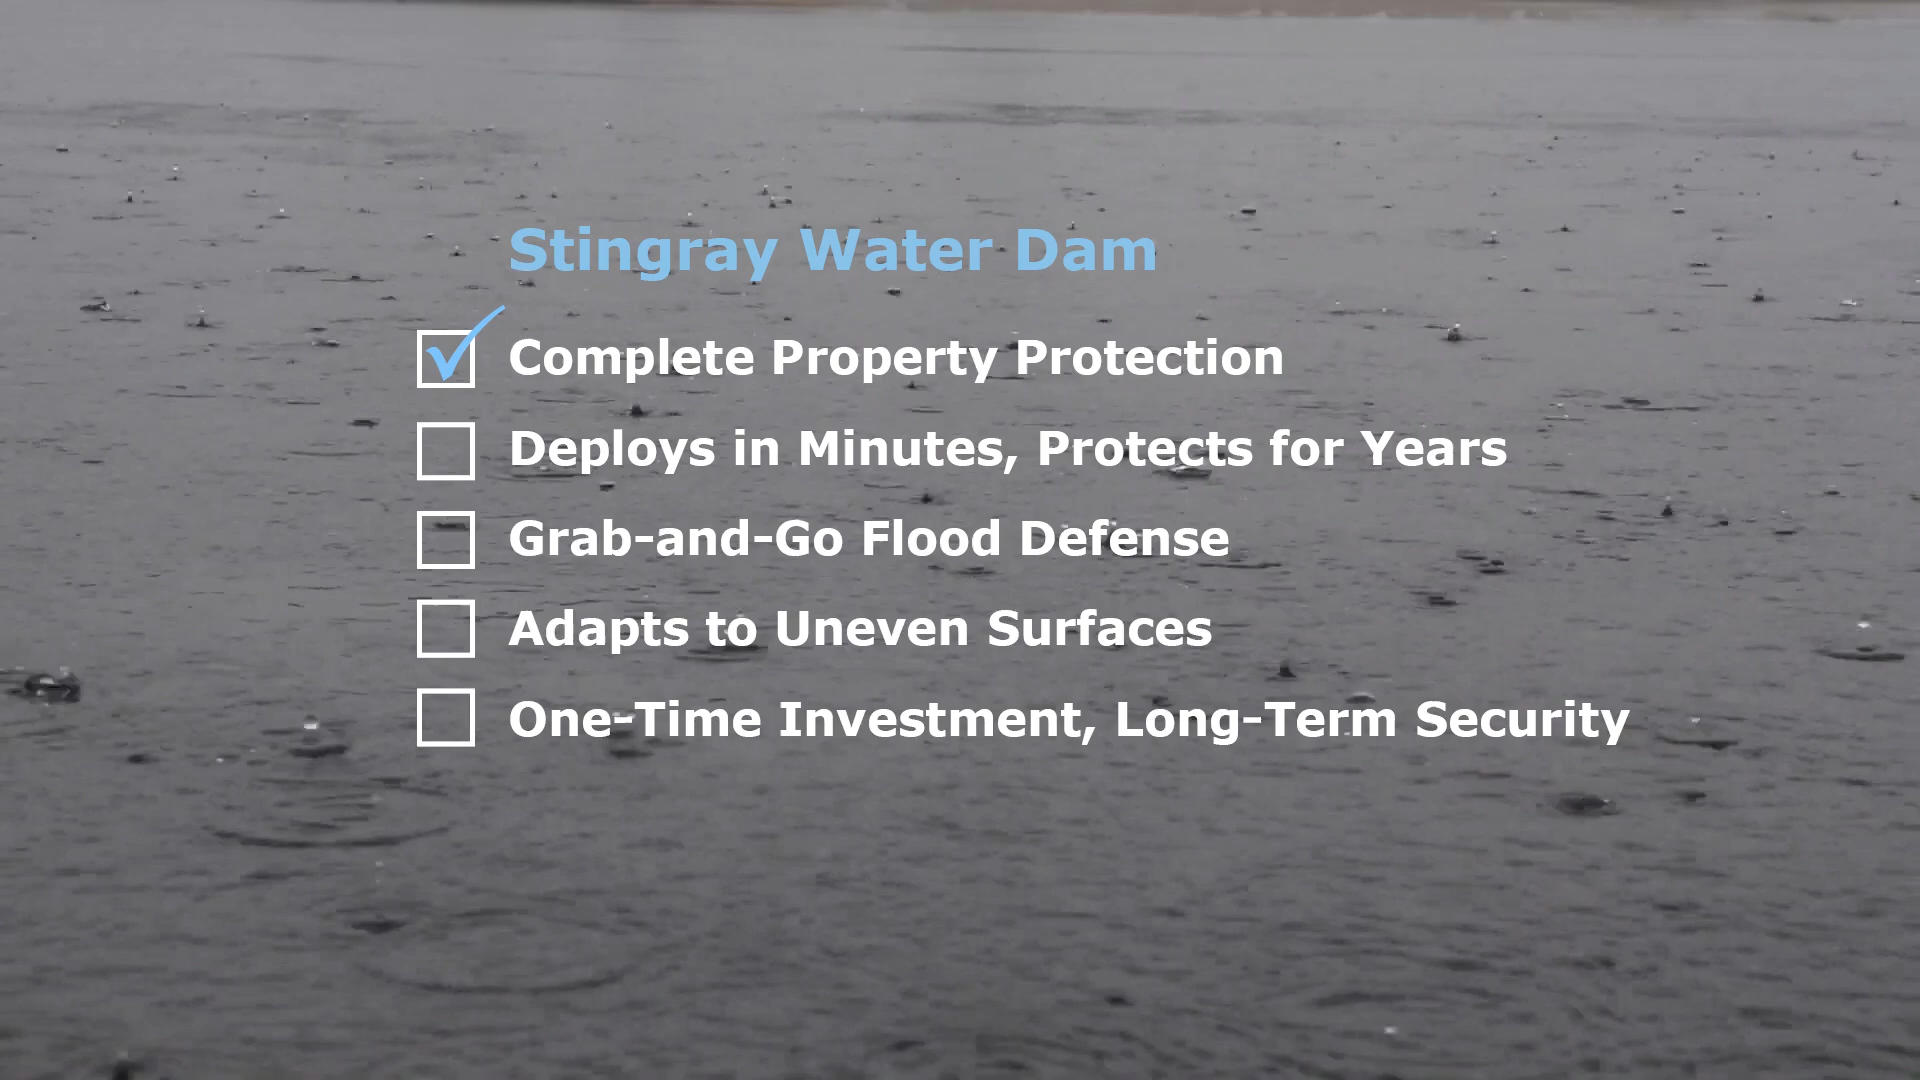 Stingray Water Dam
Complete Property Protection
Deploys in Minutes, Protects for Years
Grab-and-Go Flood Defense
Adapts to Uneven Surfaces
One-Time Investment, Long-Term Security